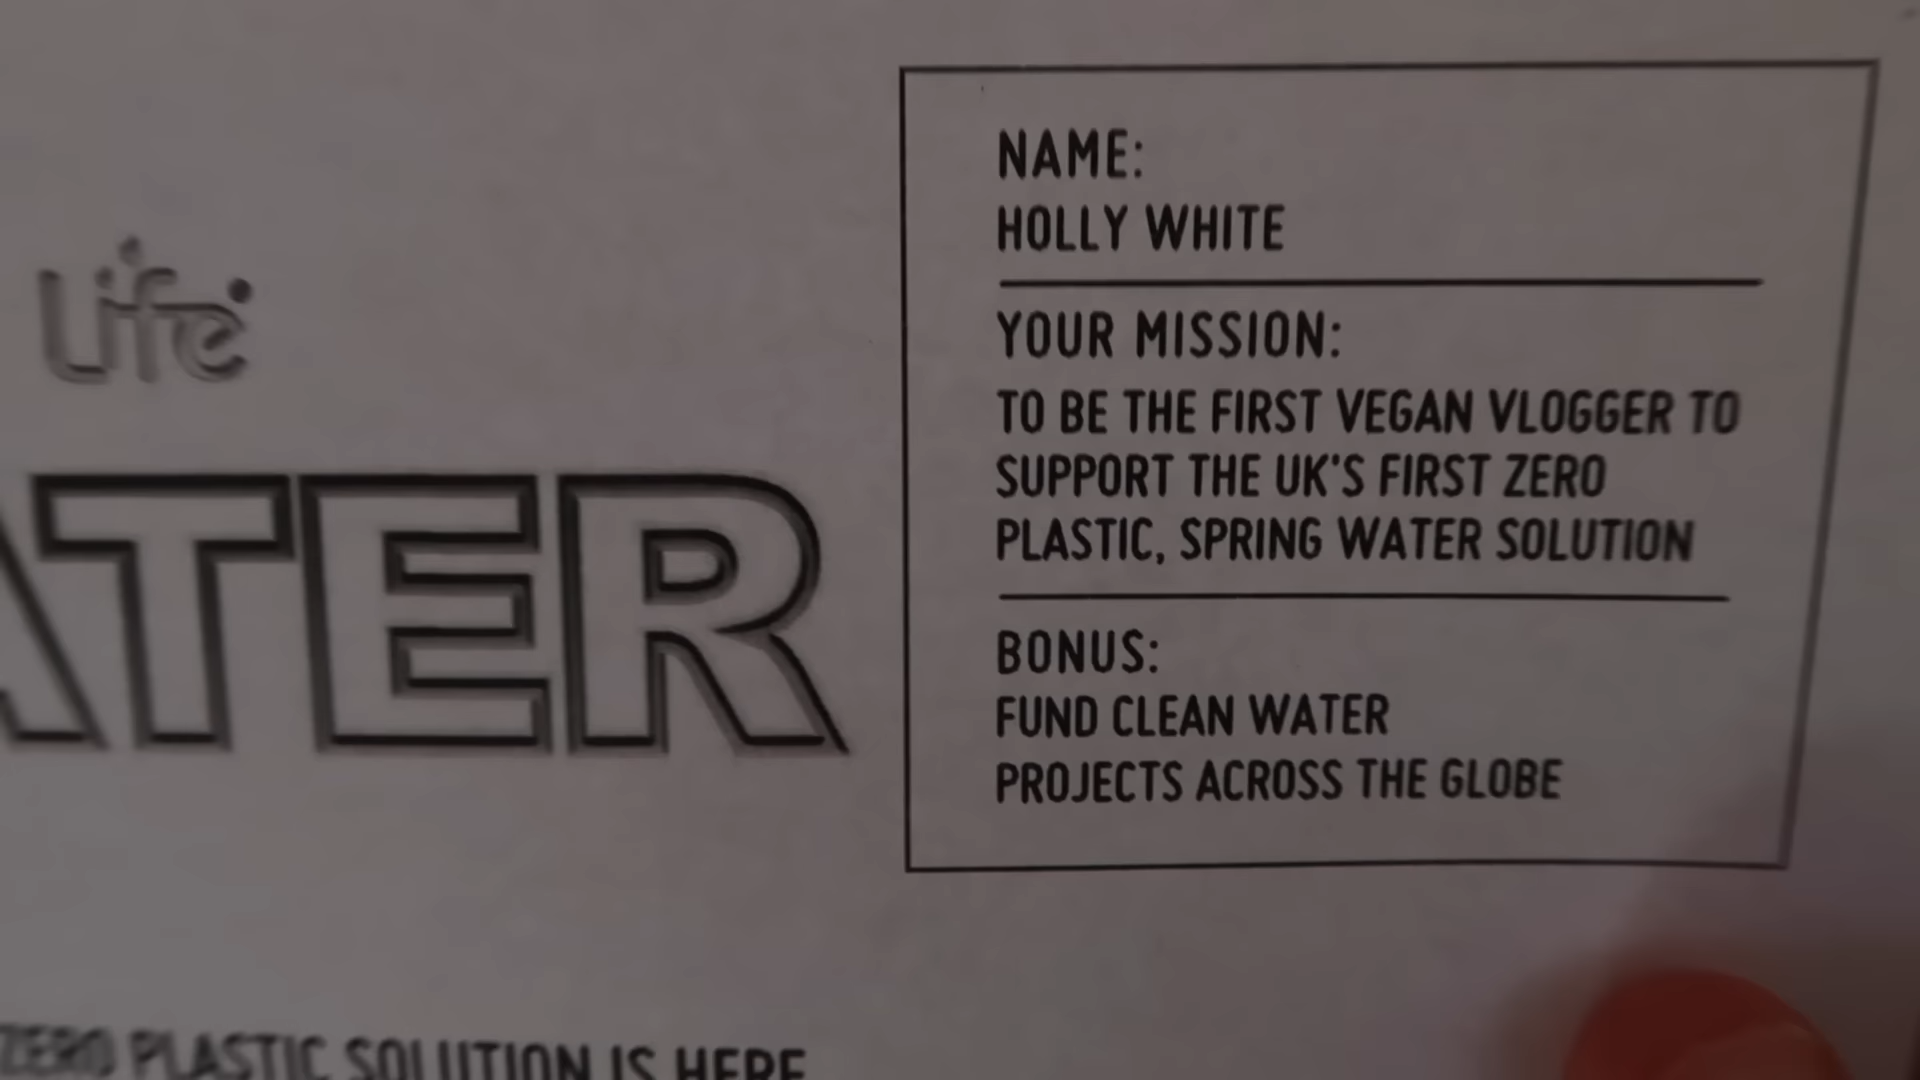 Life
NAME:
HOLLY WHITE
YOUR MISSION:
TO BE THE FIRST VEGAN VLOGGER TO
SUPPORT THE UK'S FIRST ZERO
PLASTIC, SPRING WATER SOLUTION
BONUS:
FUND CLEAN WATER
PROJECTS ACROSS THE GLOBE
ATER
ZERO PLASTIC SOLUTION IS HERE